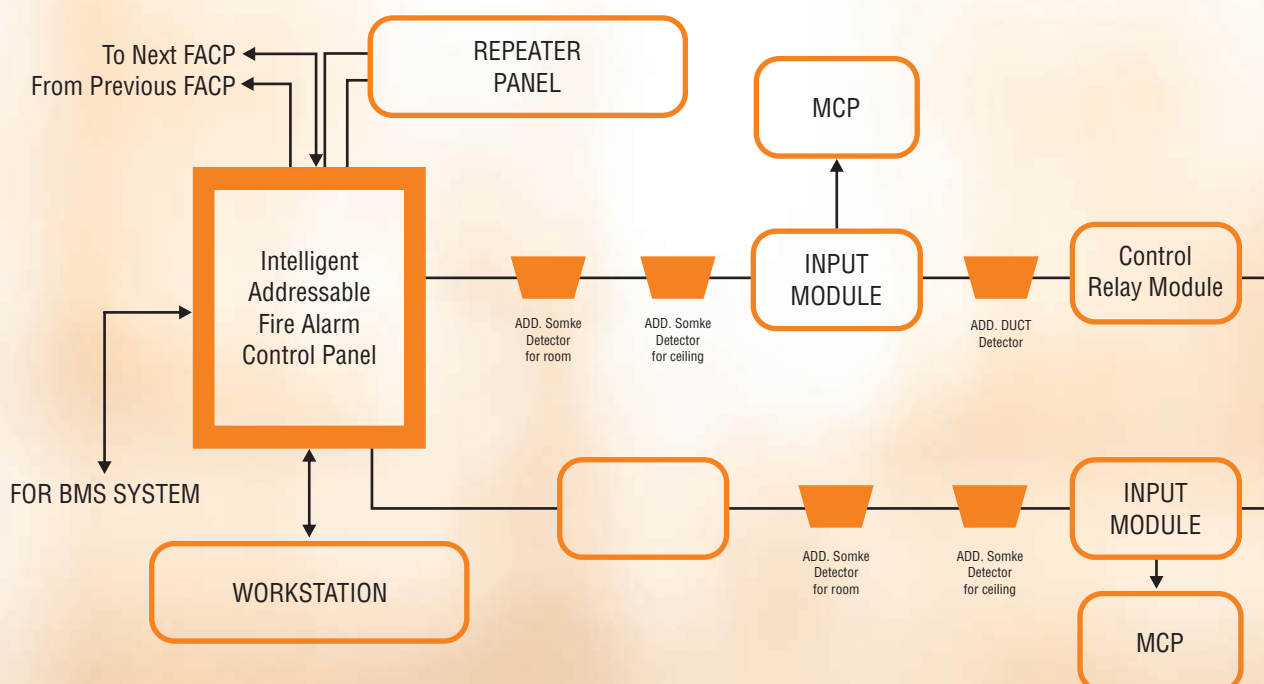 To Next FACP
From Previous FACP
REPEATER
PANEL
MCP
Intelligent
Addressable
Fire Alarm
Control Panel
INPUT
MODULE
Control
Relay Module
ADD. Somke
Detector
for room
ADD. Somke
Detector
for ceiling
ADD. DUCT
Detector
FOR BMS SYSTEM
WORKSTATION
INPUT
MODULE
ADD. Somke
Detector
for room
ADD. Somke
Detector
for ceiling
MCP